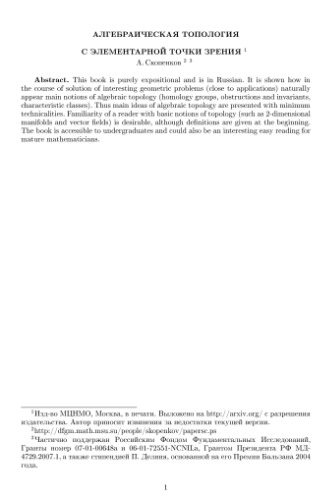 АЛГЕБРАИЧЕСКАЯ ТОПОЛОГИЯ
С ЭЛЕМЕНТАРНОЙ ТОЧКИ ЗРЕНИЯ 1
А. Скопенков 2 3
Abstract. This book is purely expositional and is in Russian. It is shown how in
the course of solution of interesting geometric problems (close to applications) naturally
appear main notions of algebraic topology (homology groups, obstructions and invariants,
characteristic classes). Thus main ideas of algebraic topology are presented with minimum
technicalities. Familiarity of a reader with basic notions of topology (such as 2-dimensional
manifolds and vector fields) is desirable, although definitions are given at the beginning.
The book is accessible to undergraduates and could also be an interesting easy reading for
mature mathematicians.
1Изд-во МЦНМО, Москва, в печати. Выложено на http://arxiv.org/ с разрешения
издательства. Автор приносит извинения за недостатки текущей версии.
2http://dfgm.math.msu.su/people/skopenkov/papersc.ps
3Частично поддержан Российским Фондом Фундаментальных Исследований,
Гранты номер 07-01-00648a и 06-01-72551-NCNILa, Грантом Президента РФ МД-
4729.2007.1, а также стипендией П. Делиня, основанной на его Премии Бальзана 2004
года.
1